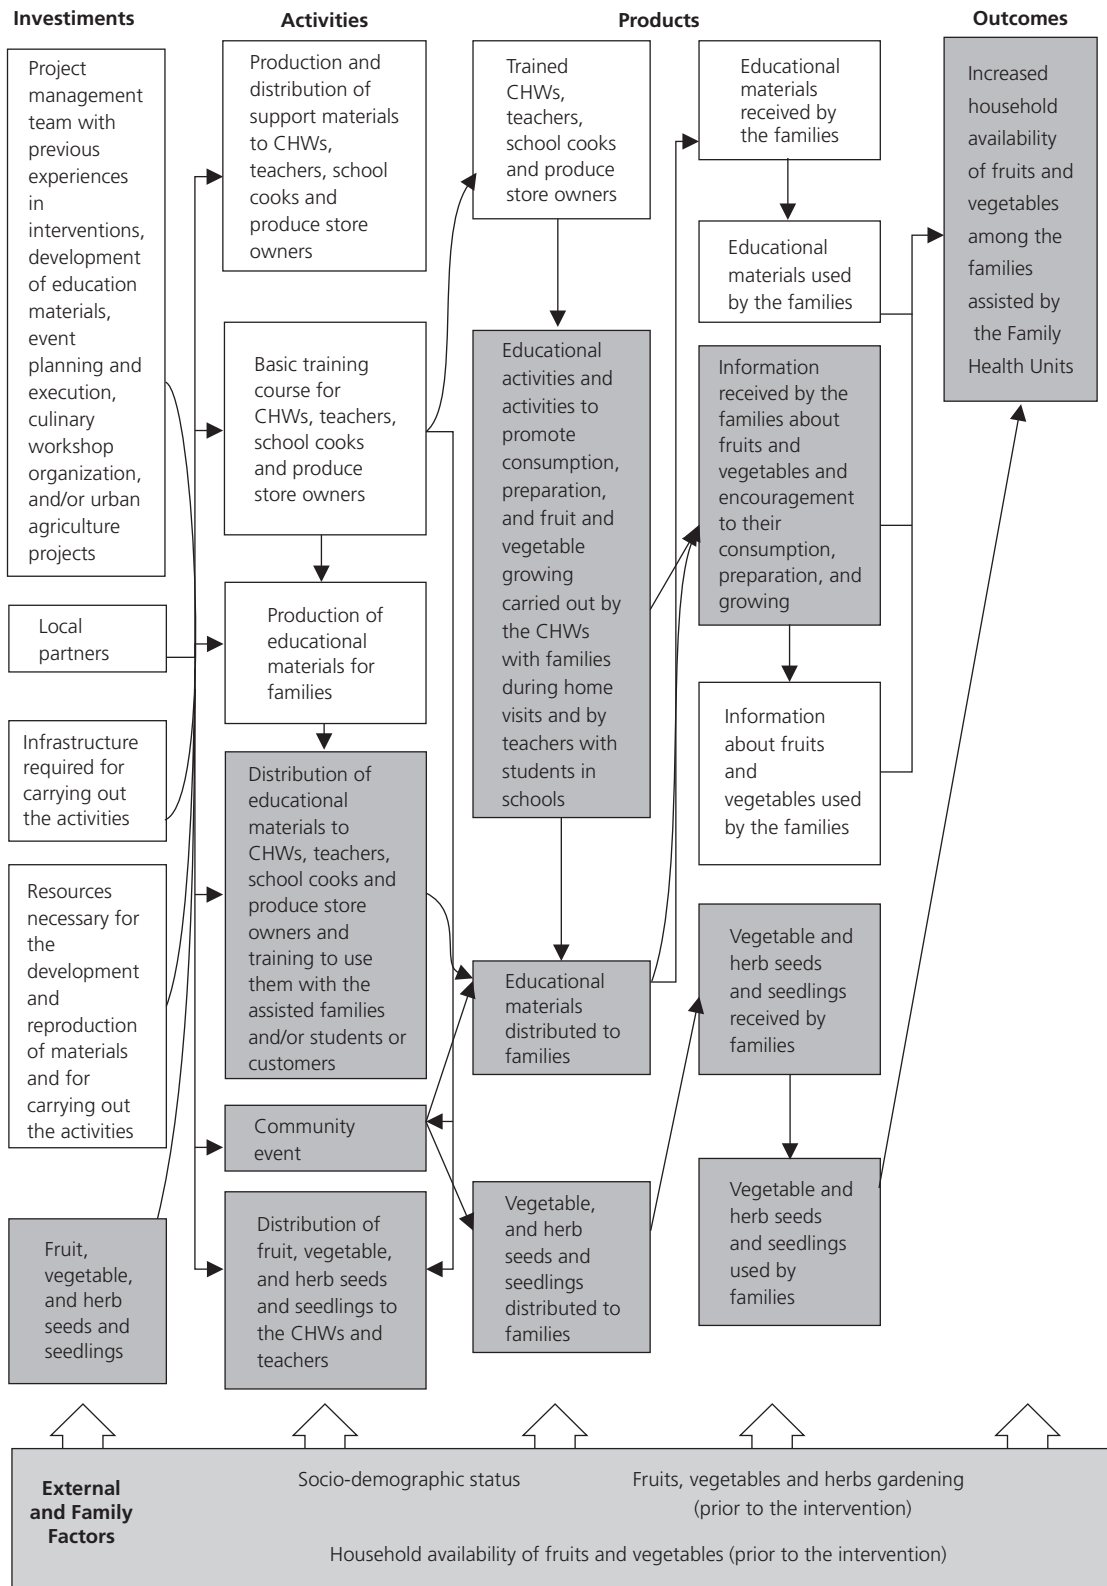 Investiments
Activities
Products
Outcomes
Project
management
team with
previous
experiences
in
interventions,
development
of education
materials,
event
planning and
execution,
culinary
workshop
organization,
and/or urban
agriculture
projects
Local
partners
Infrastructure
required for
carrying out
the activities
Resources
necessary for
the
development
and
reproduction
of materials
and for
carrying out
the activities
Fruit,
vegetable,
and herb
seeds and
seedlings
Production and
distribution of
support materials
to CHWs,
teachers, school
cooks and
produce store
owners
Basic training
course for
CHWs, teachers,
school cooks
and produce
store owners
Production of
educational
materials for
families
Distribution of
educational
materials to
CHWs, teachers,
school cooks and
produce store
owners and
training to use
them with the
assisted families
and/or students or
customers
Community
event
Distribution of
fruit, vegetable,
and herb seeds
and seedlings to
the CHWs and
teachers
Trained
CHWs,
teachers,
school cooks
and produce
store owners
Educational
activities and
activities to
promote
consumption,
preparation,
and fruit and
vegetable
growing
carried out by
the CHWs
with families
during home
visits and by
teachers with
students in
schools
Educational
materials
distributed to
families
Vegetable,
and herb
seeds and
seedlings
distributed to
families
Educational
materials
received by
the families
Educational
materials used
by the families
Information
received by the
families about
fruits and
vegetables and
encouragement
to their
consumption,
preparation, and
growing
Information
about fruits
and
vegetables used
by the families
Vegetable and
herb seeds
and seedlings
received by
families
Vegetable and
herb seeds
and seedlings
used by
families
Increased
household
availability
of fruits and
vegetables
among the
families
assisted by
the Family
Health Units
External
and Family
Factors
Socio-demographic status
Fruits, vegetables and herbs gardening
(prior to the intervention)
Household availability of fruits and vegetables (prior to the intervention)